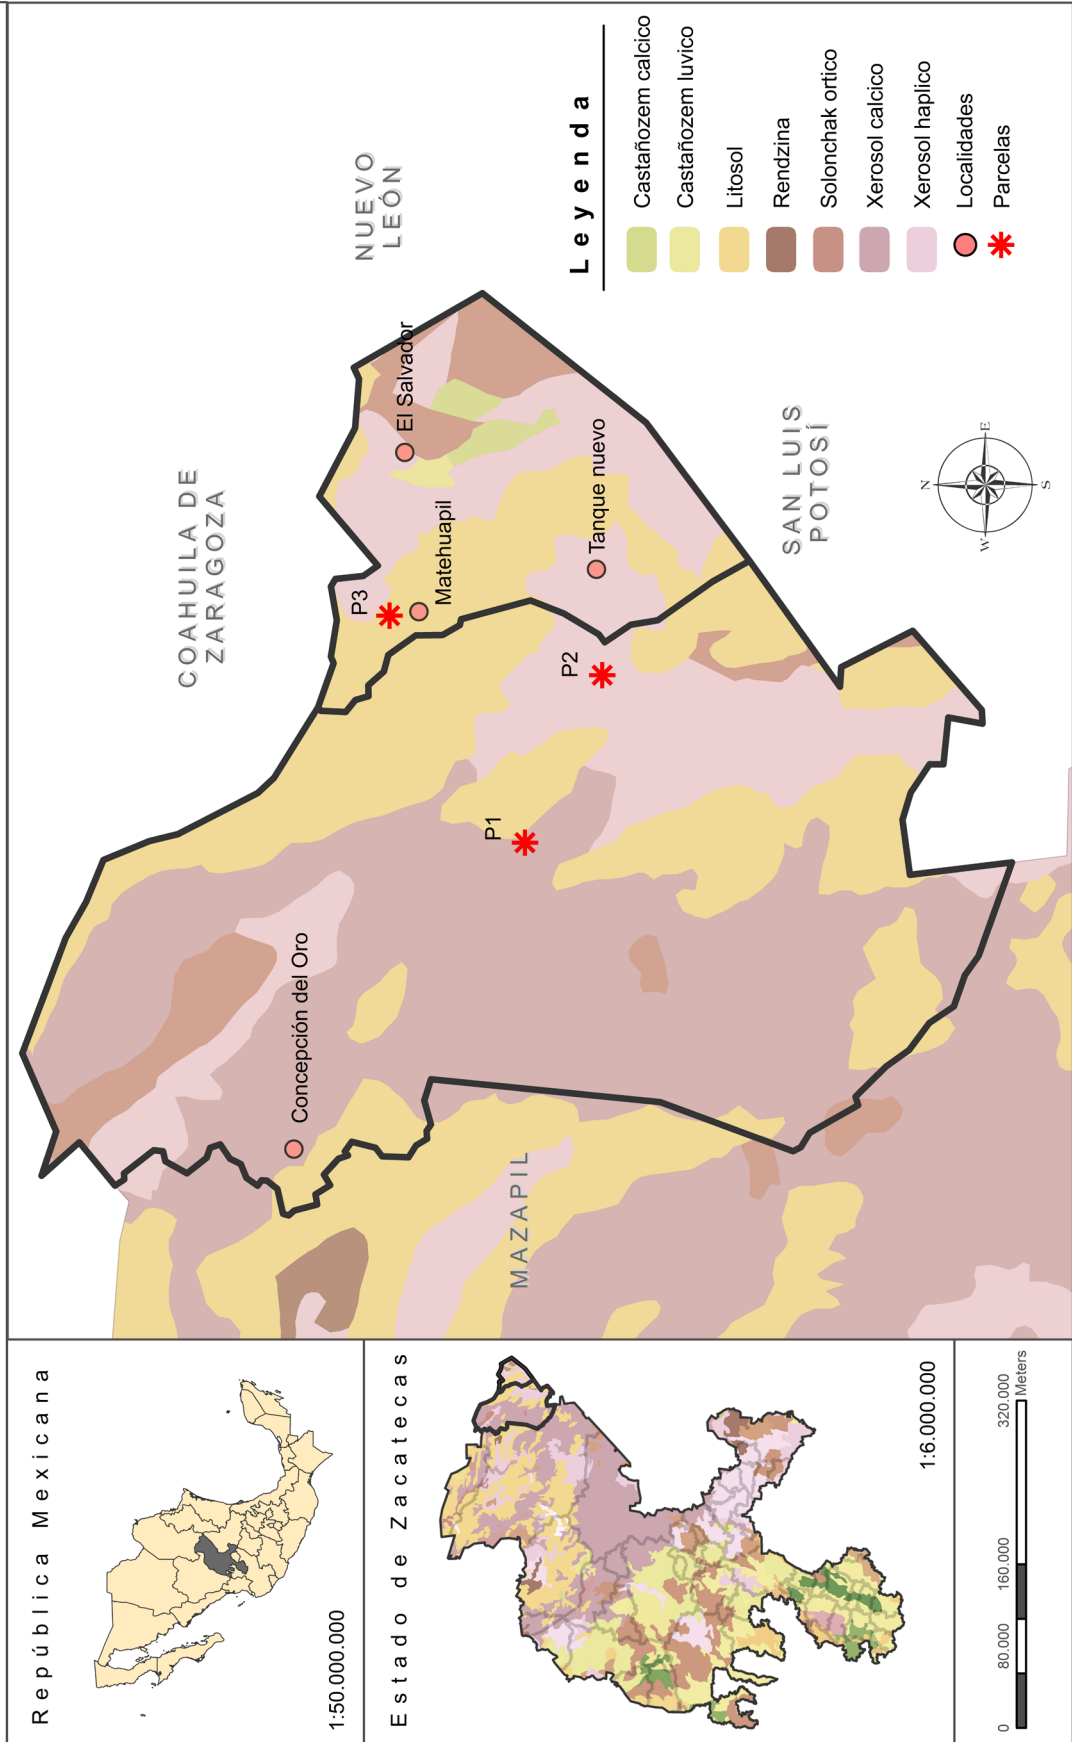 República Mexicana
1:50.000.000
Estado de Zacatecas
1:6.000.000
0
80.000
160.000
320.000
Meters
COAHUILA DE
ZARAGOZA
NUEVO
LEÓN
SAN LUIS
POTOSÍ
MAZAPIL
Concepción del Oro
El Salvador
Matehuapil
Tanque nuevo
P1
P2
P3
N
E
S
W
Leyenda
Castañozem calcico
Castañozem luvico
Litosol
Rendzina
Solonchak ortico
Xerosol calcico
Xerosol haplico
Localidades
Parcelas